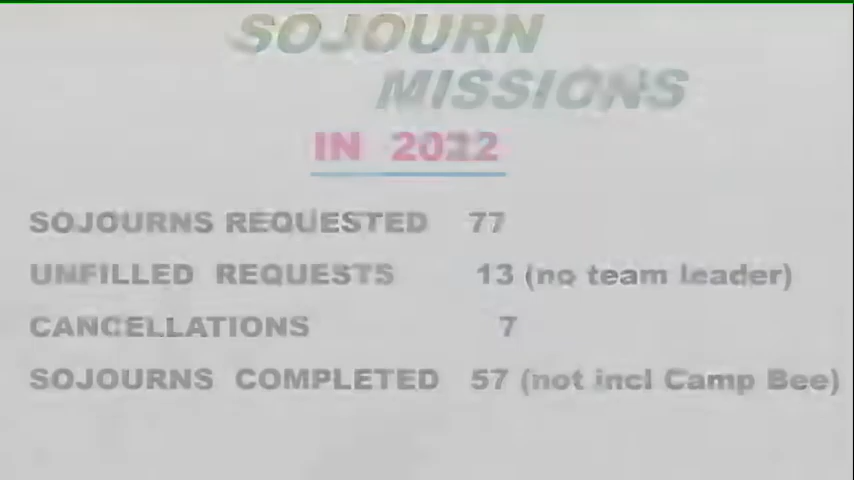 SOJOURN
MISSIONS
IN 2022
SOJOURNS REQUESTED 77
UNFILLED REQUESTS 13 (no team leader)
CANCELLATIONS 7
SOJOURNS COMPLETED 57 (not incl Camp Bee)